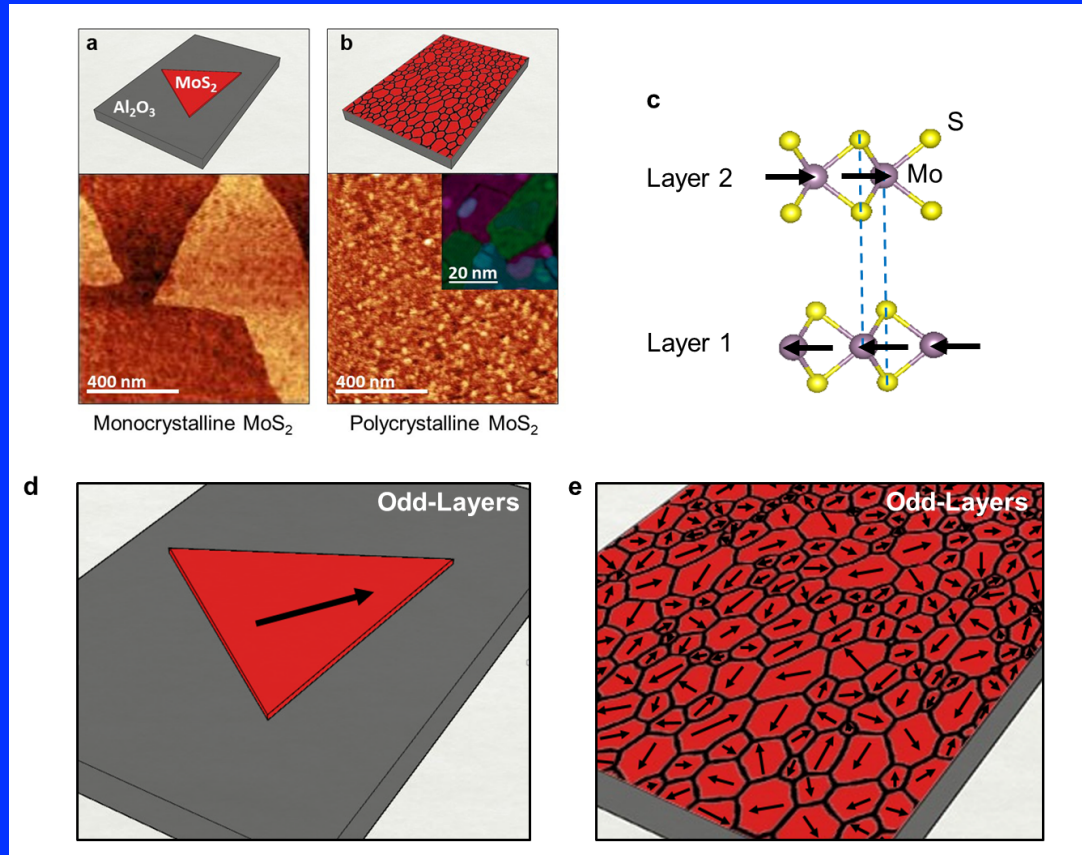 a
MoS₂
Al₂O₃
400 nm
Monocrystalline MoS₂
b
20 nm
400 nm
Polycrystalline MoS₂
c
S
Layer 2
Mo
Layer 1
d
Odd-Layers
e
Odd-Layers